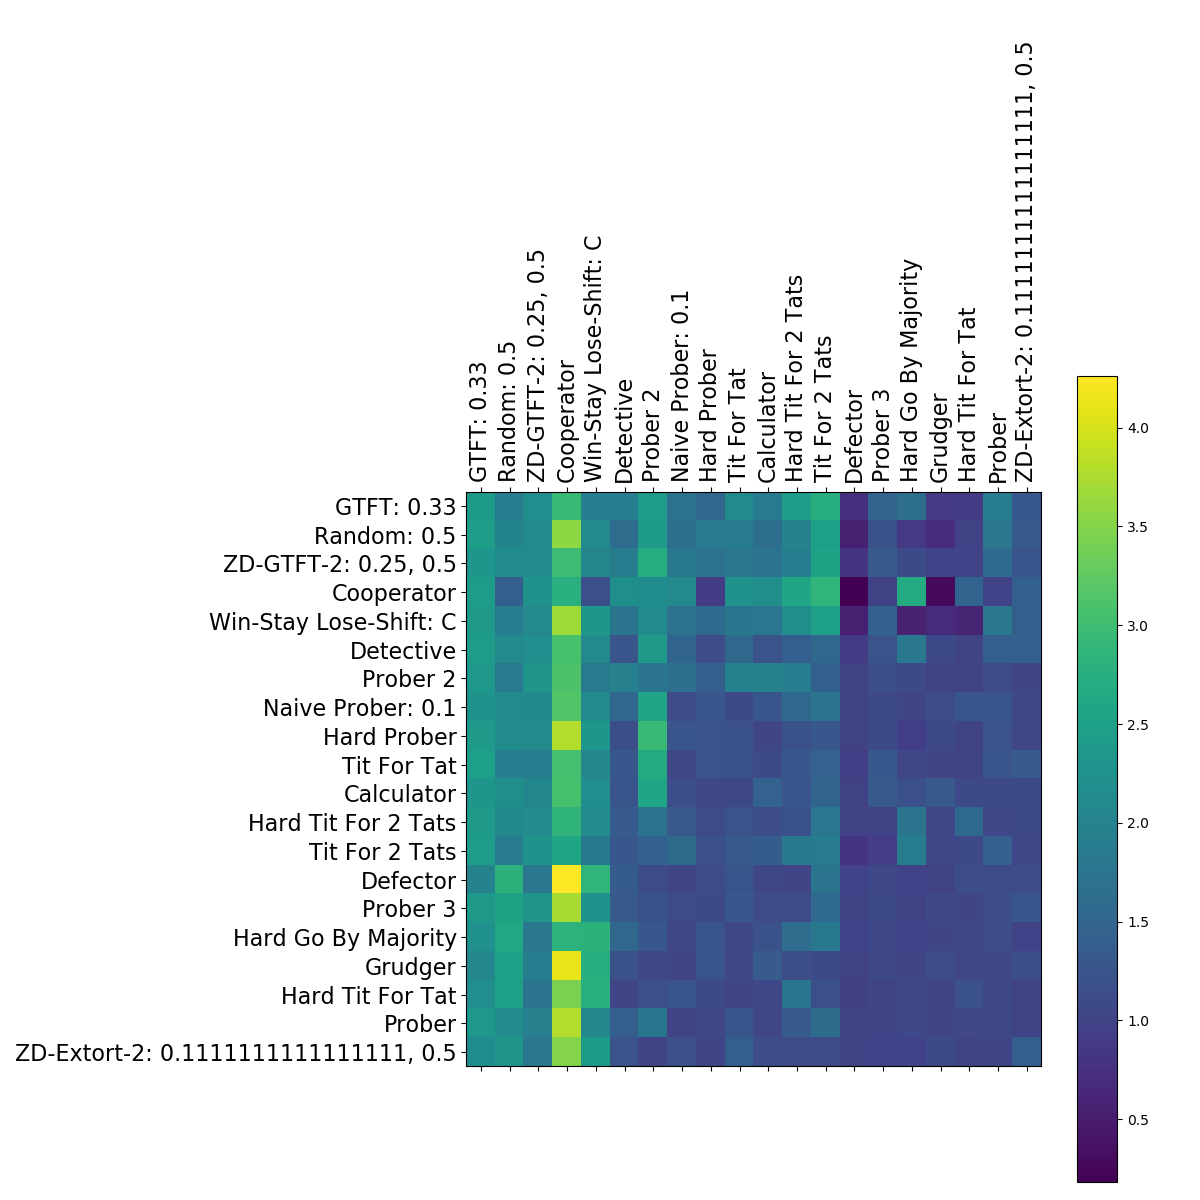 GTFT: 0.33
Random: 0.5
ZD-GTFT-2: 0.25, 0.5
Cooperator
Win-Stay Lose-Shift: C
Detective
Prober 2
Naive Prober: 0.1
Hard Prober
Tit For Tat
Calculator
Hard Tit For 2 Tats
Tit For 2 Tats
Defector
Prober 3
Hard Go By Majority
Grudger
Hard Tit For Tat
Prober
ZD-Extort-2: 0.1111111111111111, 0.5
GTFT: 0.33
Random: 0.5
ZD-GTFT-2: 0.25, 0.5
Cooperator
Win-Stay Lose-Shift: C
Detective
Prober 2
Naive Prober: 0.1
Hard Prober
Tit For Tat
Calculator
Hard Tit For 2 Tats
Tit For 2 Tats
Defector
Prober 3
Hard Go By Majority
Grudger
Hard Tit For Tat
Prober
ZD-Extort-2: 0.1111111111111111, 0.5
4.0
3.5
3.0
2.5
2.0
1.5
1.0
0.5